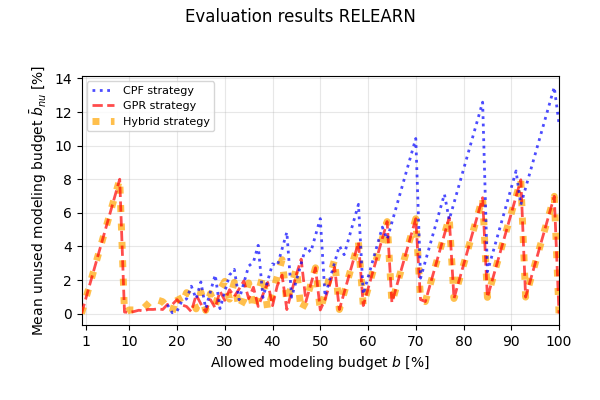 Evaluation results RELEARN
Mean unused modeling budget b̄ₙᵤ [%]
14
12
10
8
6
4
2
0
CPF strategy
GPR strategy
Hybrid strategy
1 10 20 30 40 50 60 70 80 90 100
Allowed modeling budget b [%]